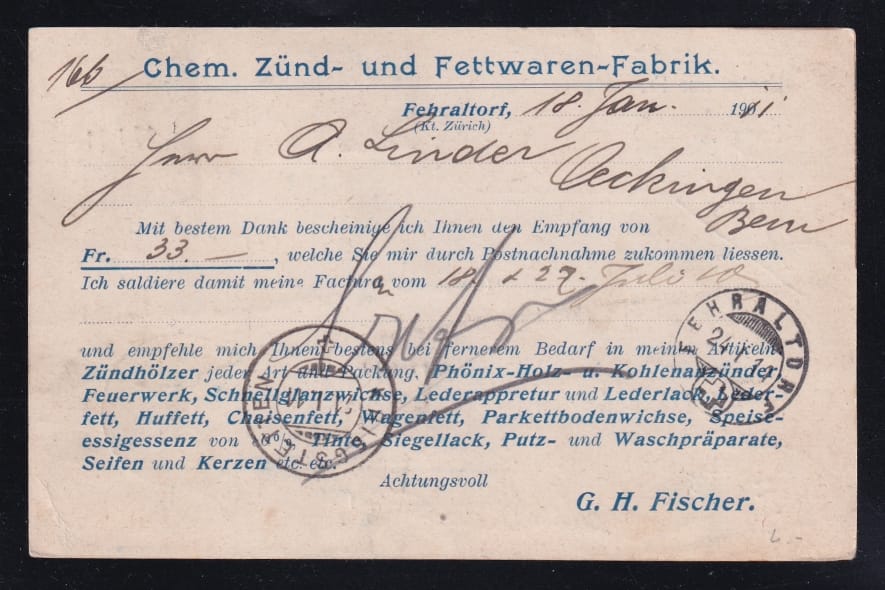 166
Chem. Zünd- und Fettwaren-Fabrik.
Fehraltorf, 18. Jan. 1911
(Kt. Zürich)
Herrn A. Linder Oeckingen
Bern
Mit bestem Dank bescheinige ich Ihnen den Empfang von
Fr. 33.—, welche Sie mir durch Postnachnahme zukommen liessen.
Ich saldiere damit meine Factura vom 18. + 27. Juli 10
und empfehle mich Ihnen bestens bei fernerem Bedarf in meinen Artikeln:
Zündhölzer jeder Art und Packung, Phönix-Holz- u. Kohlenanzünder,
Feuerwerk, Schnellglanzwichse, Lederappretur und Lederlack, Leder-
fett, Huffett, Chaisenfett, Wagenfett, Parkettbodenwichse, Speise-
essigessenz von 80%, Tinte, Siegellack, Putz- und Waschpräparate,
Seifen und Kerzen etc. etc.
Achtungsvoll
G. H. Fischer.
FEHRALTORF